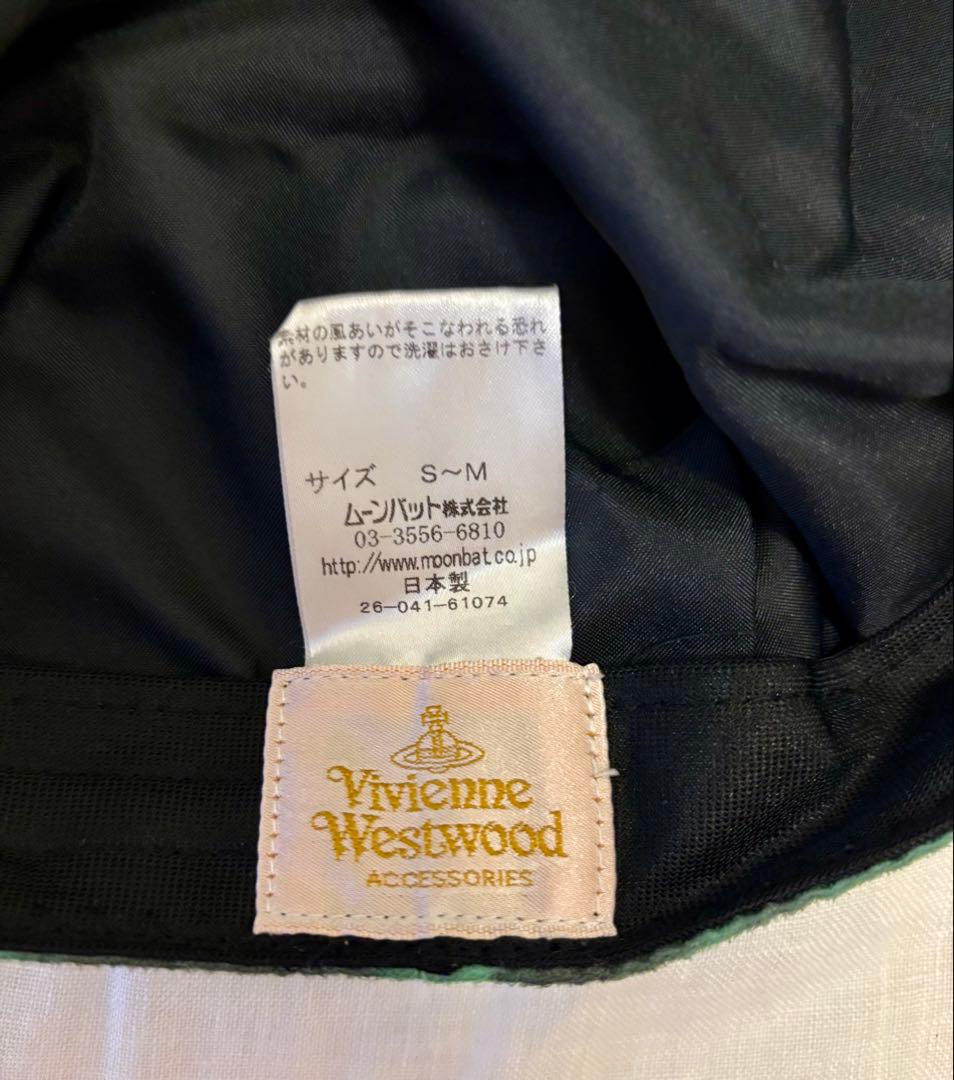 素材の風あいがそこなわれる恐れ
がありますので洗濯はおさけ下さ
い。
サイズ S～M
ムーンバット株式会社
03-3556-6810
http://www.moonbat.co.jp
日本製
26-041-61074
Vivienne
Westwood
ACCESSORIES